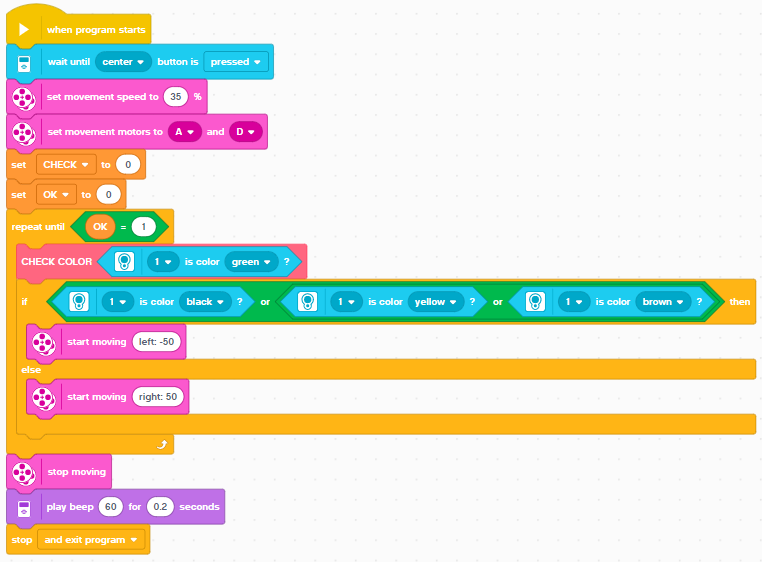 when program starts
wait until center button is pressed
set movement speed to 35 %
set movement motors to A and D
set CHECK to 0
set OK to 0
repeat until OK = 1
CHECK COLOR 1 is color green ?
if 1 is color black ? or 1 is color yellow ? or 1 is color brown ? then
start moving left: -50
else
start moving right: 50
stop moving
play beep 60 for 0.2 seconds
stop and exit program